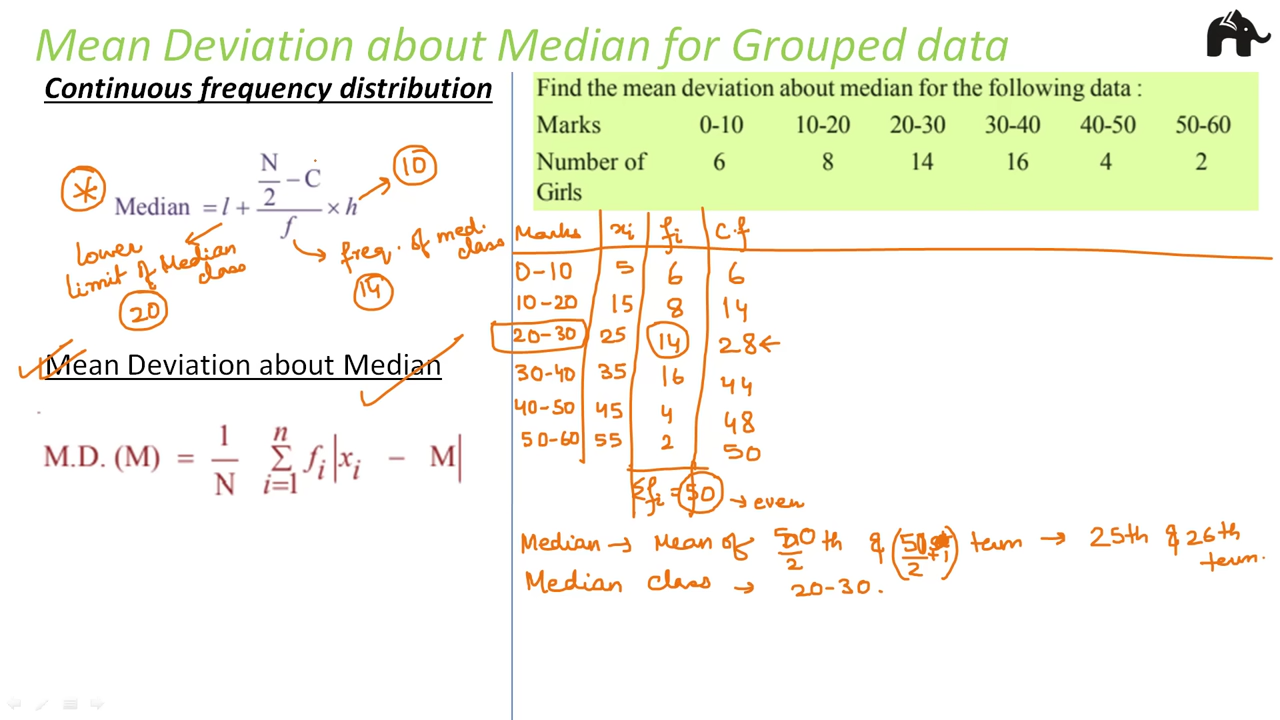 Mean Deviation about Median for Grouped data
Continuous frequency distribution
Median = l + (N/2 − C)/f × h
10
*
lower
limit of Median
class
20
freq. of med.
class
14
Mean Deviation about Median
M.D. (M) = 1/N n Σ i=1 fi |xi − M|
Find the mean deviation about median for the following data :
Marks 0-10 10-20 20-30 30-40 40-50 50-60
Number of 6 8 14 16 4 2
Girls
Marks xi fi C.f
0-10 5 6 6
10-20 15 8 14
20-30 25 14 28←
30-40 35 16 44
40-50 45 4 48
50-60 55 2 50
Σfi = 50 → even
Median → Mean of 50/2 th & (50/2 + 1) term → 25th & 26th
term.
Median class → 20-30.